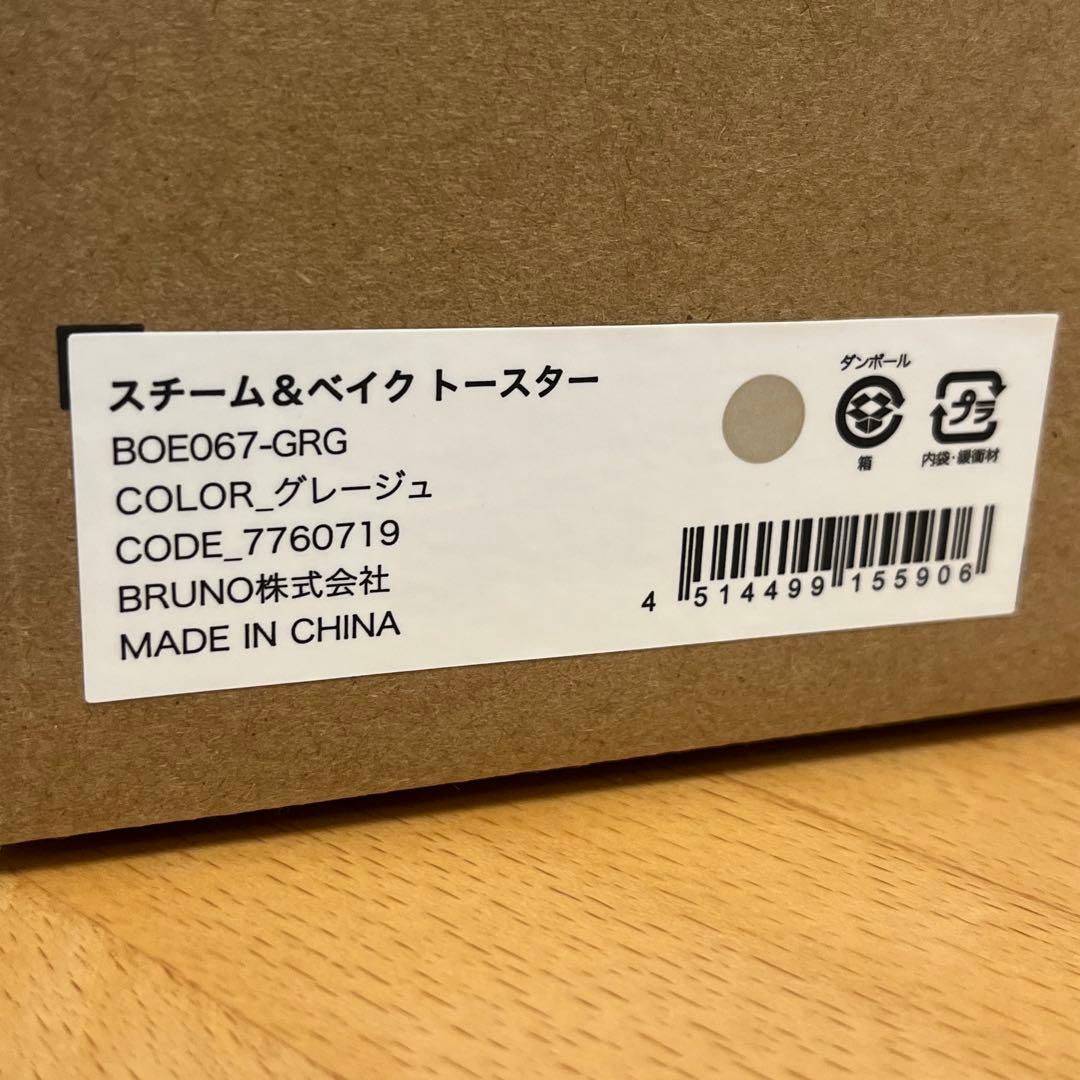 スチーム&ベイク トースター
BOE067-GRG
COLOR_グレージュ
CODE_7760719
BRUNO株式会社
MADE IN CHINA
ダンボール
箱
プラ
内袋・緩衝材
4 514499 155906